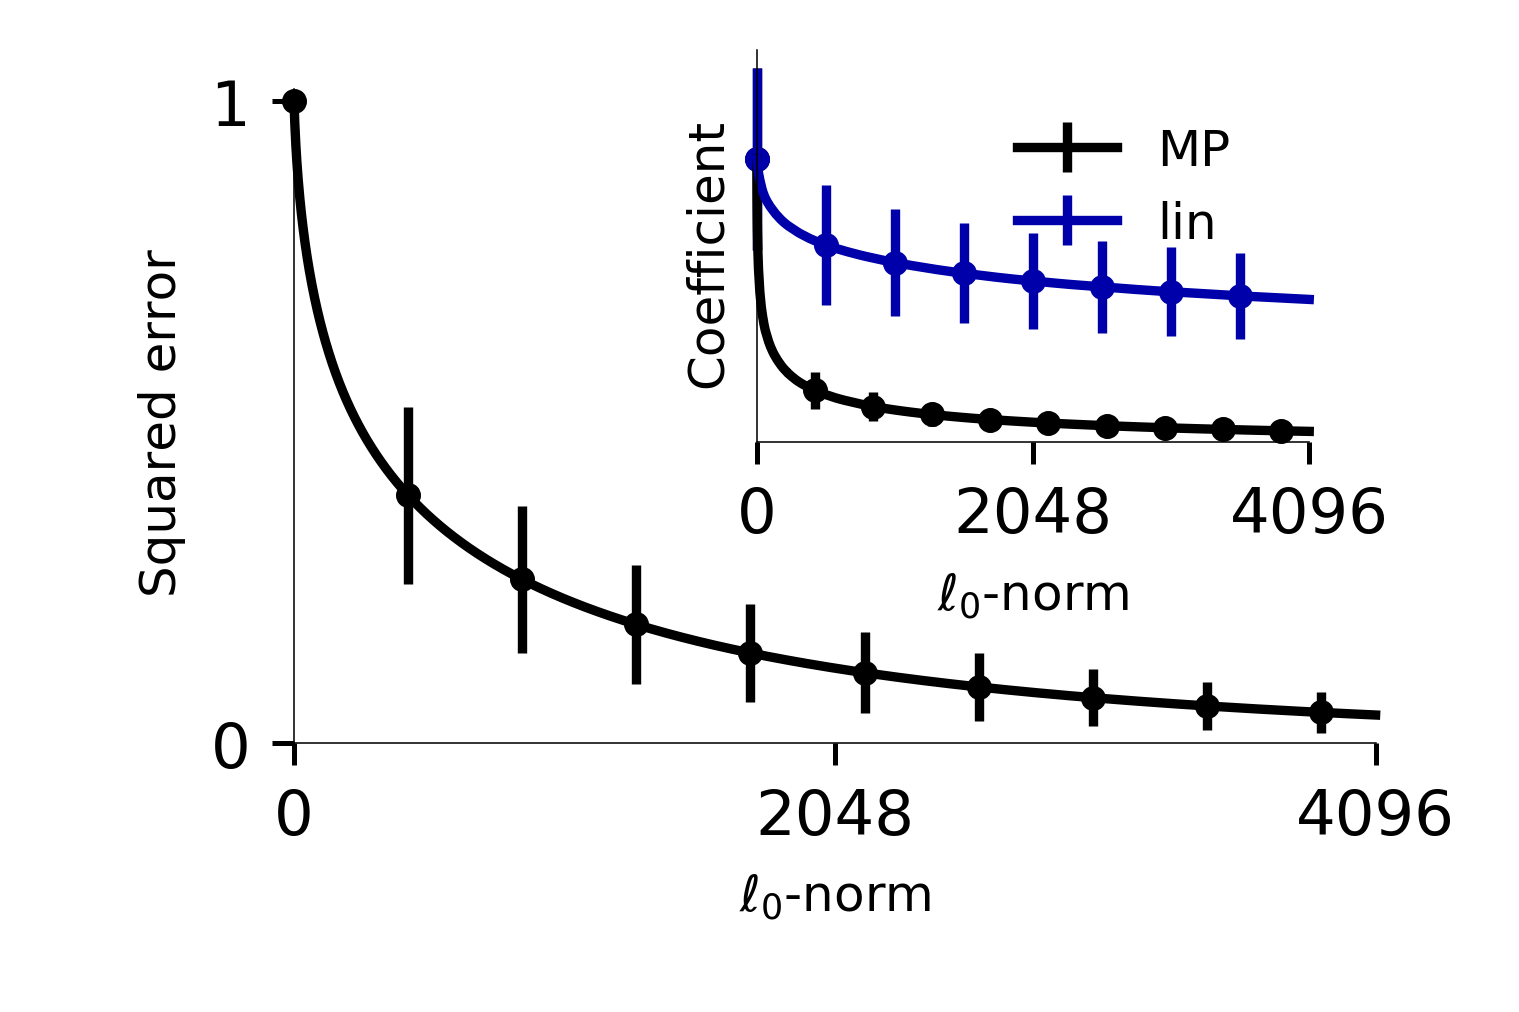 1
Squared error
0
0
2048
4096
ℓ₀-norm
Coefficient
MP
lin
0
2048
4096
ℓ₀-norm